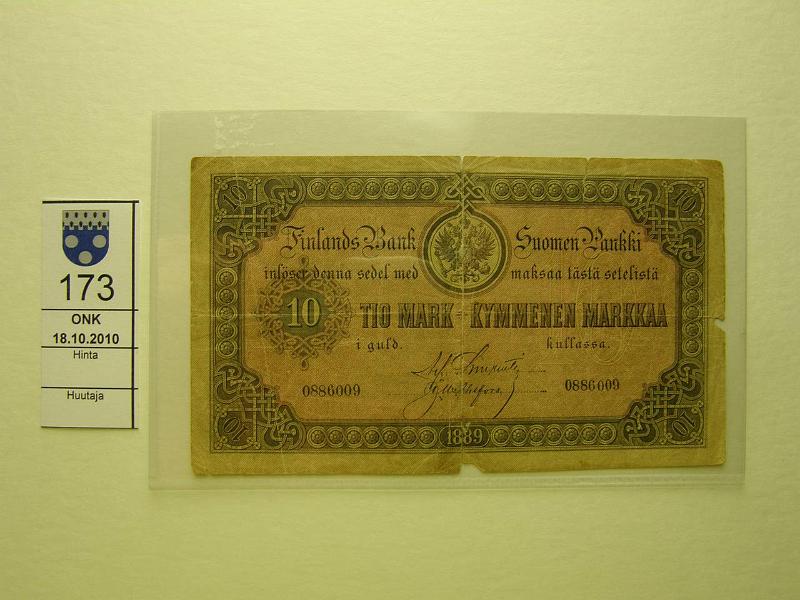 173
ONK
18.10.2010
Hinta
Huutaja
10 10
Finlands Bank Suomen Pankki
inlöser denna sedel med maksaa tästä setelistä
10 TIO MARK KYMMENEN MARKKAA
i guld. kullassa.
0886009 0886009
10 1889 10